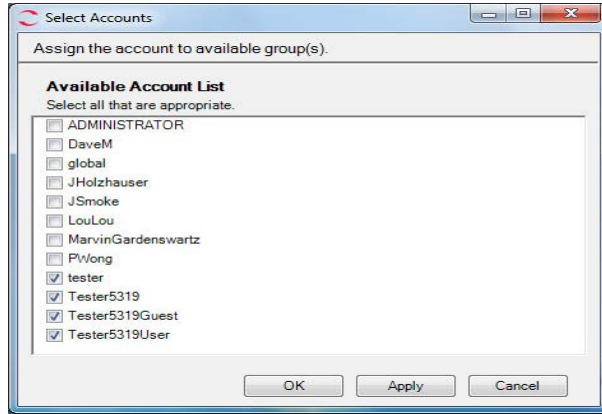 Select Accounts
Assign the account to available group(s).
Available Account List
Select all that are appropriate.
ADMINISTRATOR
DaveM
global
JHolzhauser
JSmoke
LouLou
MarvinGardenswartz
PWong
tester
Tester5319
Tester5319Guest
Tester5319User
OK Apply Cancel